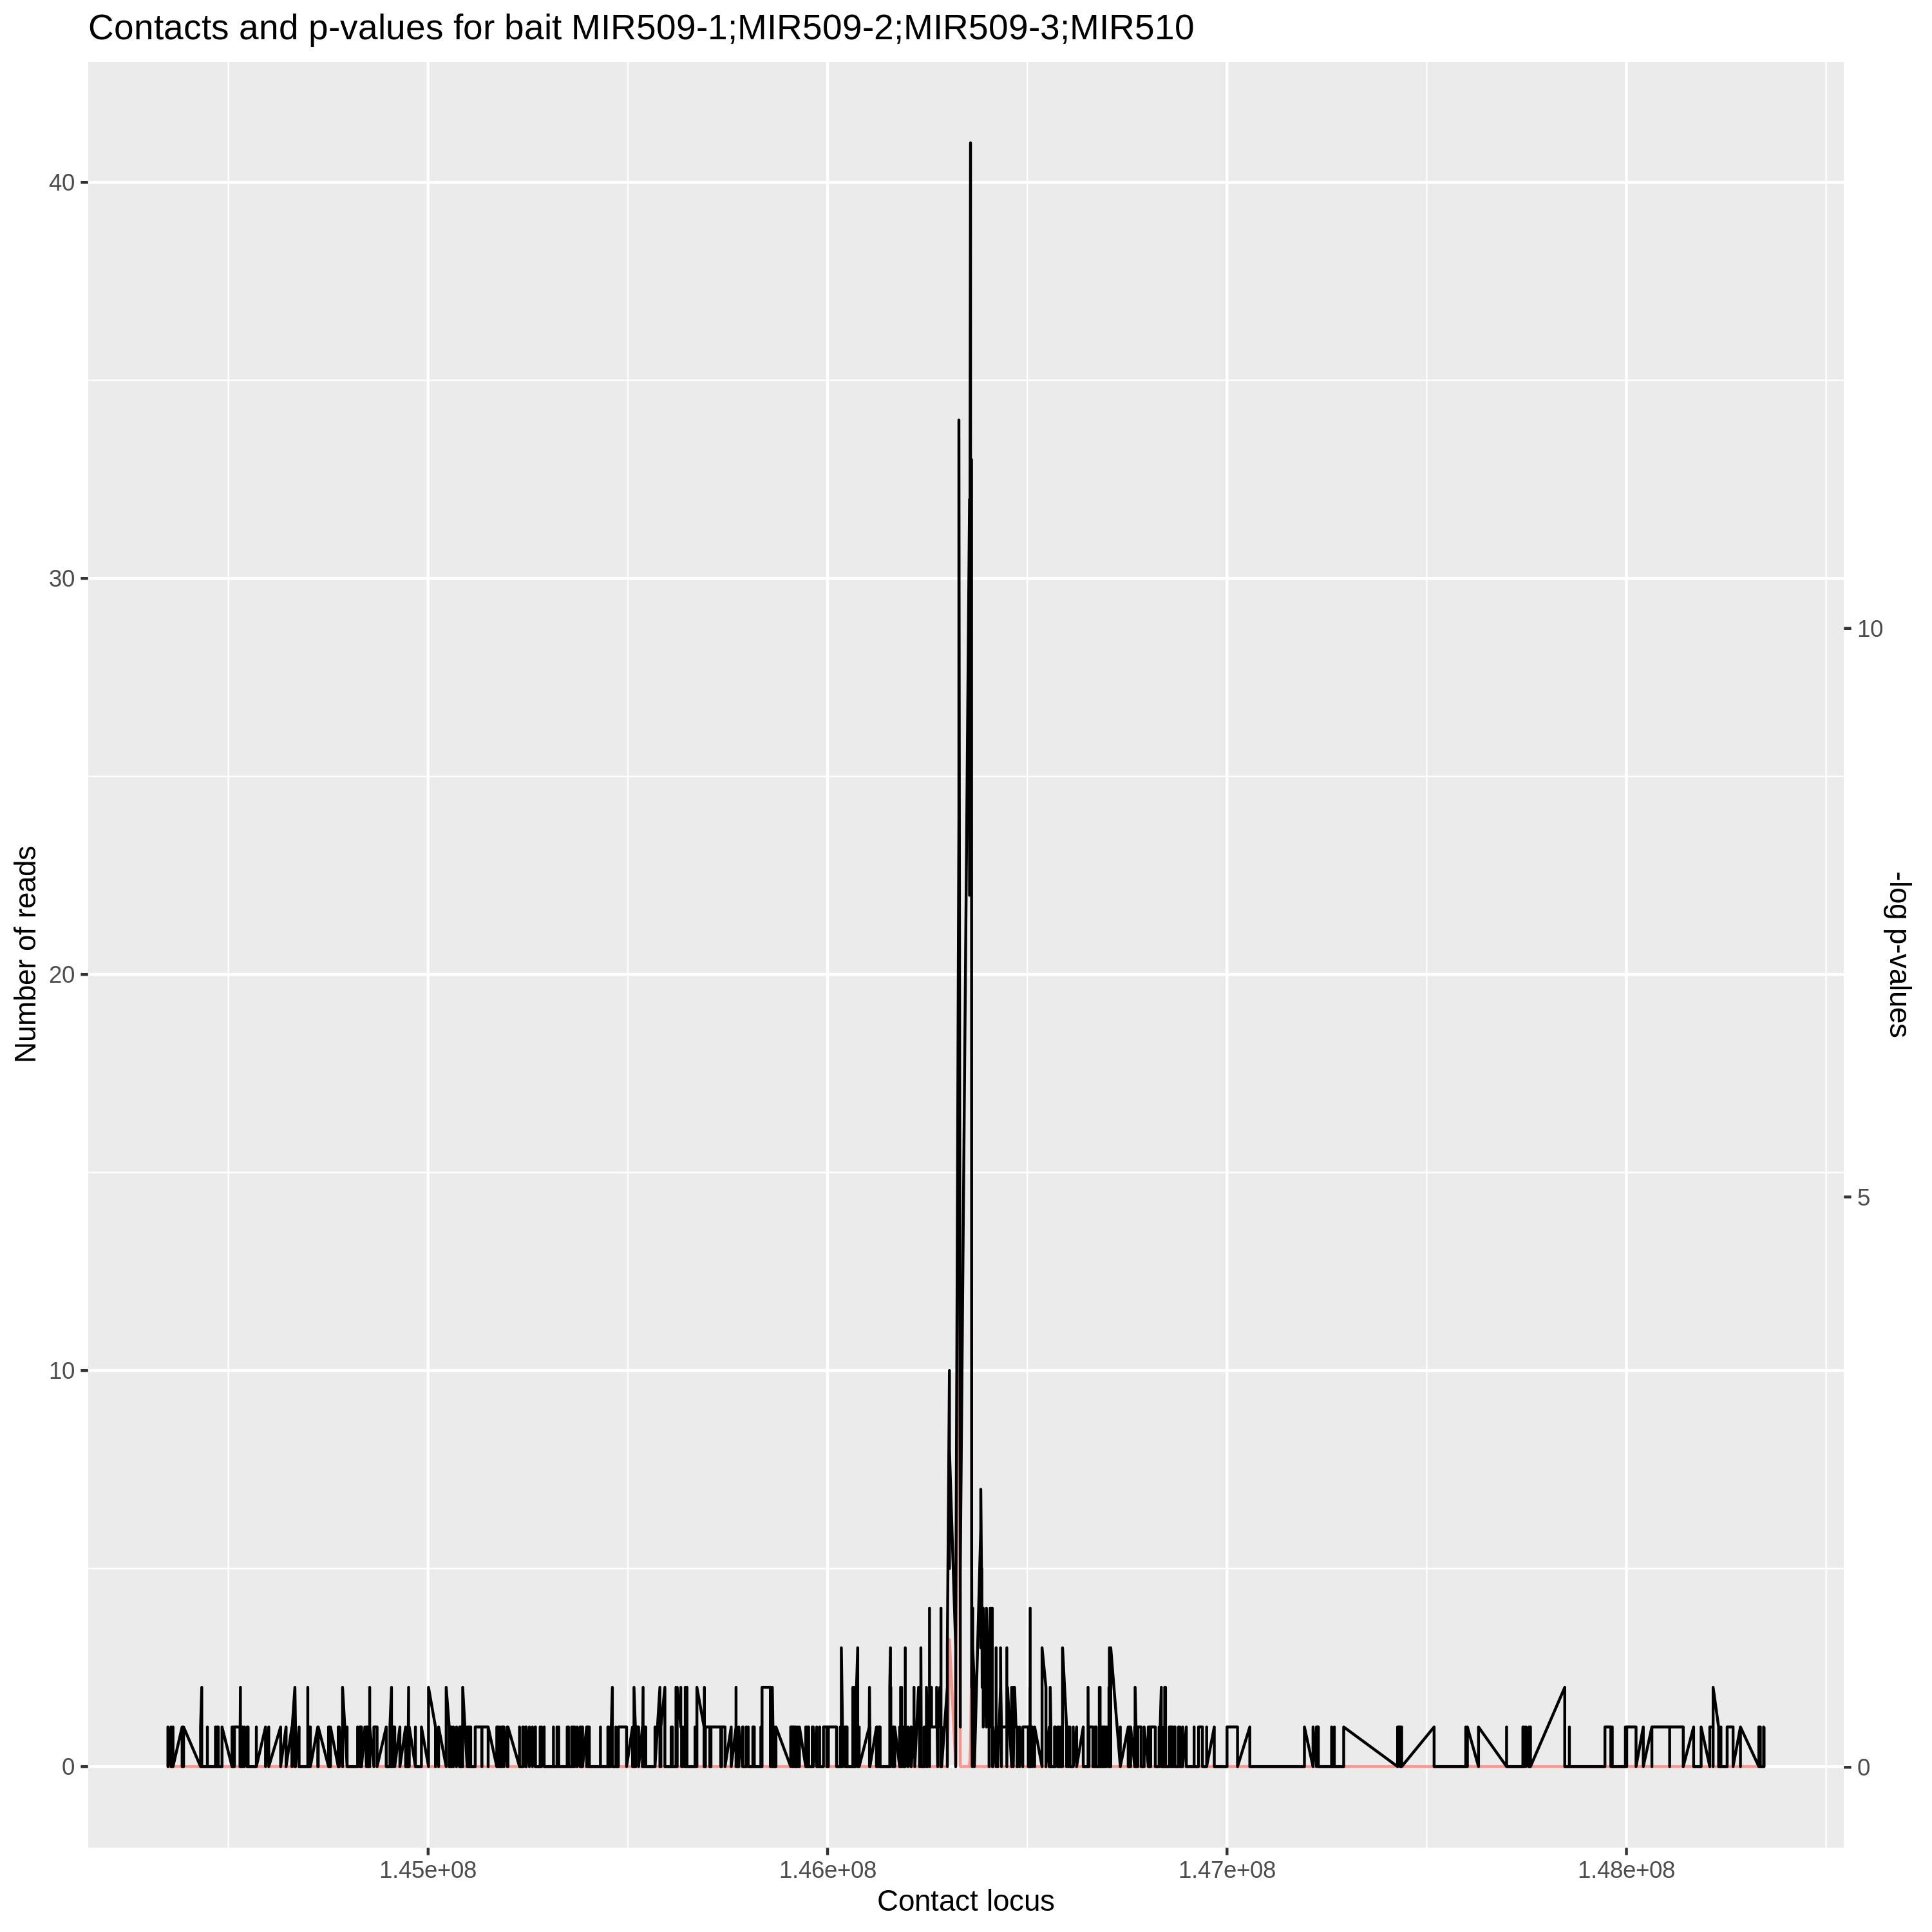 Contacts and p-values for bait MIR509-1;MIR509-2;MIR509-3;MIR510
40
30
20
10
0
Number of reads
10
5
0
-log p-values
1.45e+08 1.46e+08 1.47e+08 1.48e+08
Contact locus